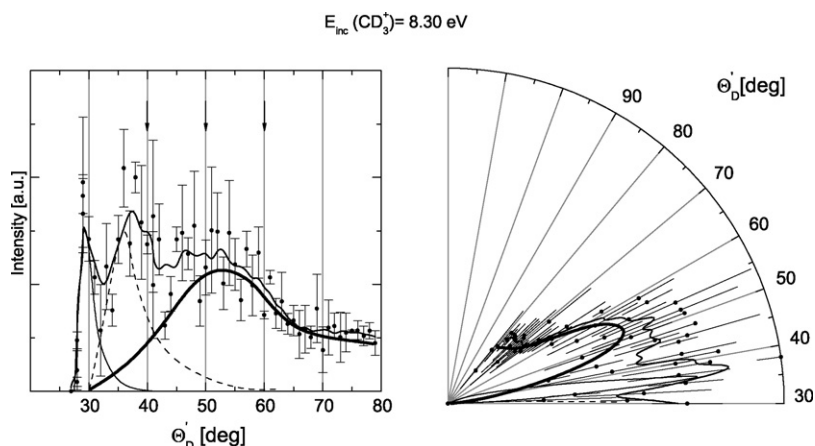 E_inc (CD₃⁺)= 8.30 eV
Intensity [a.u.]
30 40 50 60 70 80
Θ'_D [deg]
Θ'_D[deg]
90
80
70
60
50
40
30